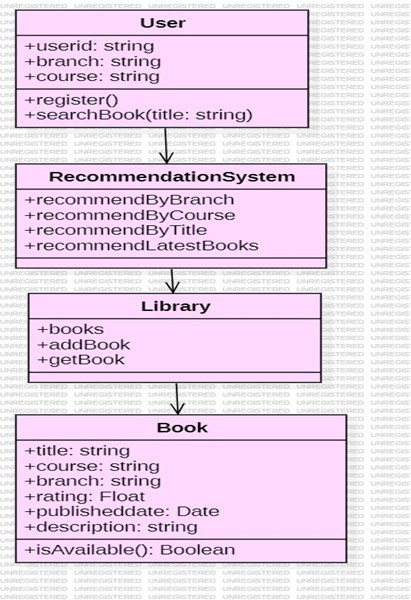 User
+userid: string
+branch: string
+course: string
+register()
+searchBook(title: string)
RecommendationSystem
+recommendByBranch
+recommendByCourse
+recommendByTitle
+recommendLatestBooks
Library
+books
+addBook
+getBook
Book
+title: string
+course: string
+branch: string
+rating: Float
+publisheddate: Date
+description: string
+isAvailable(): Boolean